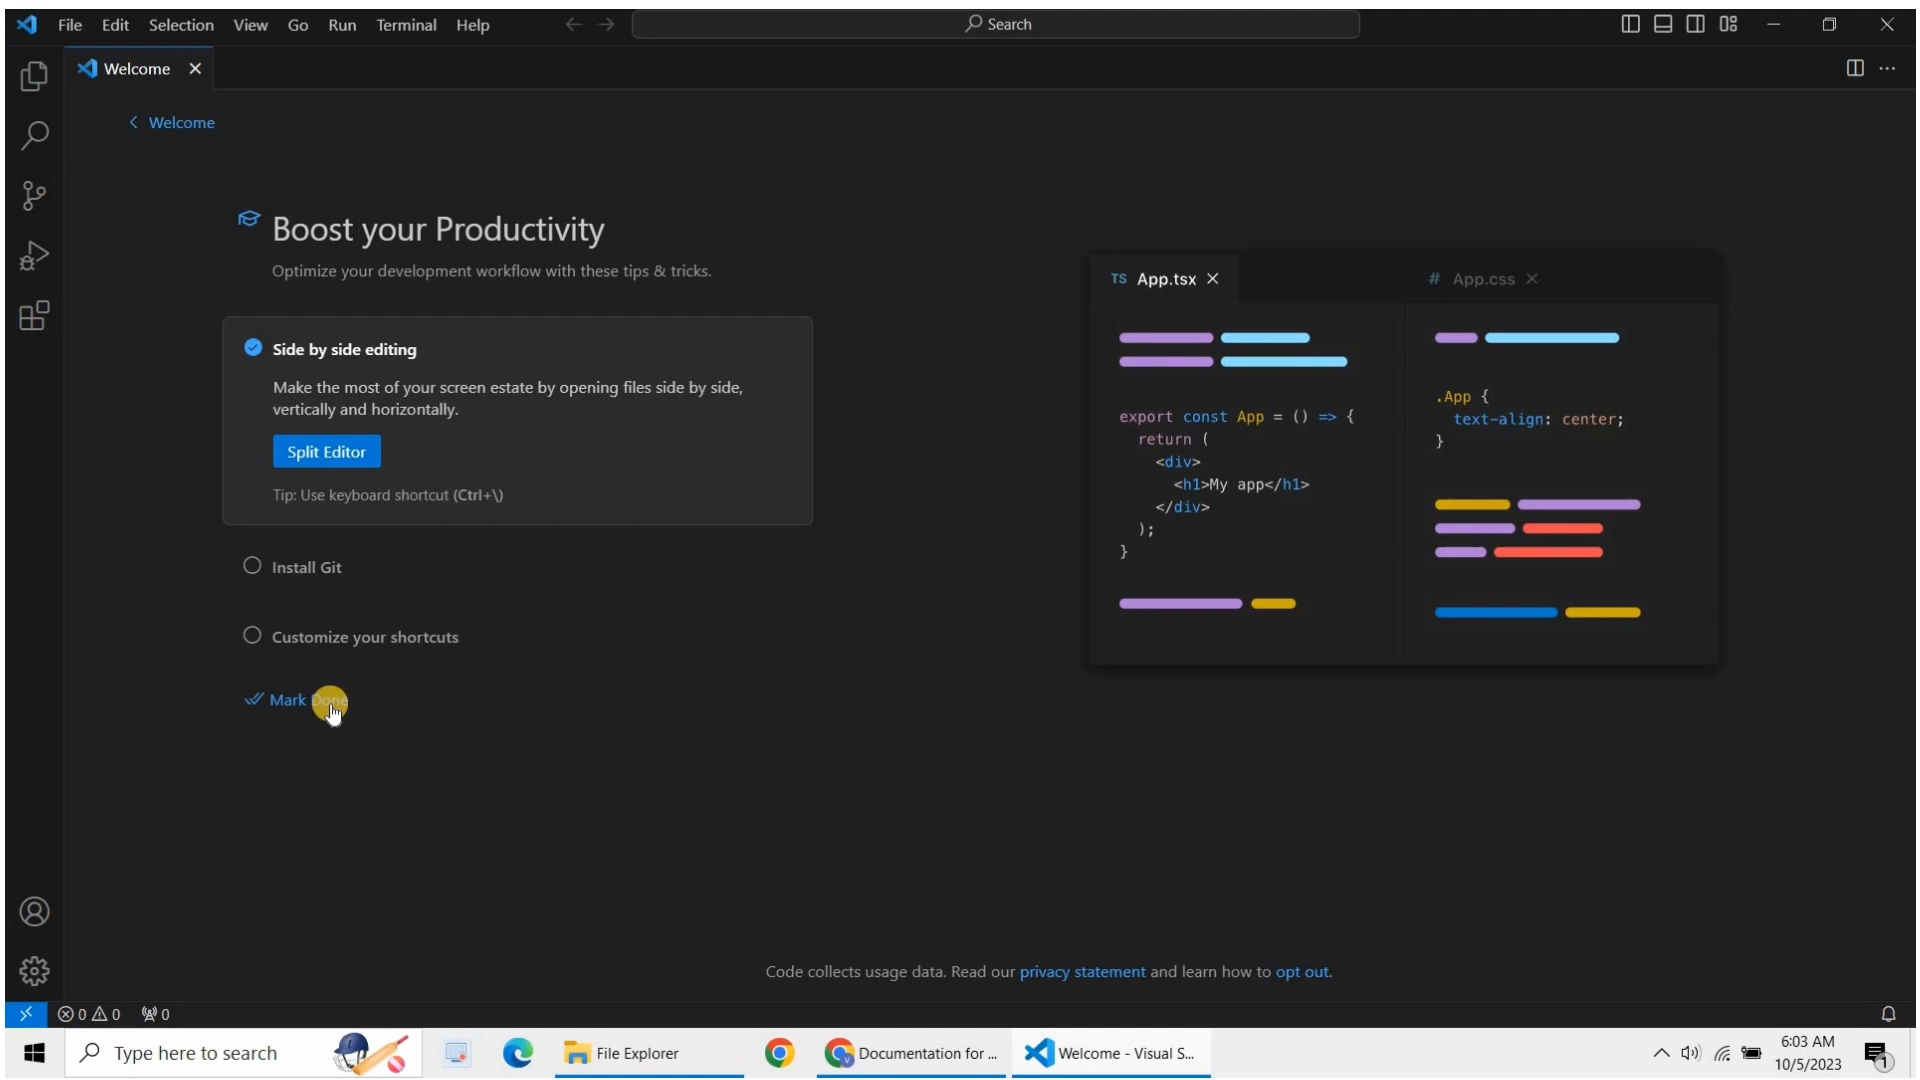 File Edit Selection View Go Run Terminal Help
Search
Welcome
Welcome
Boost your Productivity
Optimize your development workflow with these tips & tricks.
Side by side editing
Make the most of your screen estate by opening files side by side,
vertically and horizontally.
Split Editor
Tip: Use keyboard shortcut (Ctrl+\)
Install Git
Customize your shortcuts
Mark Done
TS App.tsx
export const App = () => {
return (
<div>
<h1>My app</h1>
</div>
);
}
# App.css
.App {
text-align: center;
}
Code collects usage data. Read our privacy statement and learn how to opt out.
0 0 0
Type here to search
File Explorer
Documentation for ...
Welcome - Visual S...
6:03 AM
10/5/2023
1